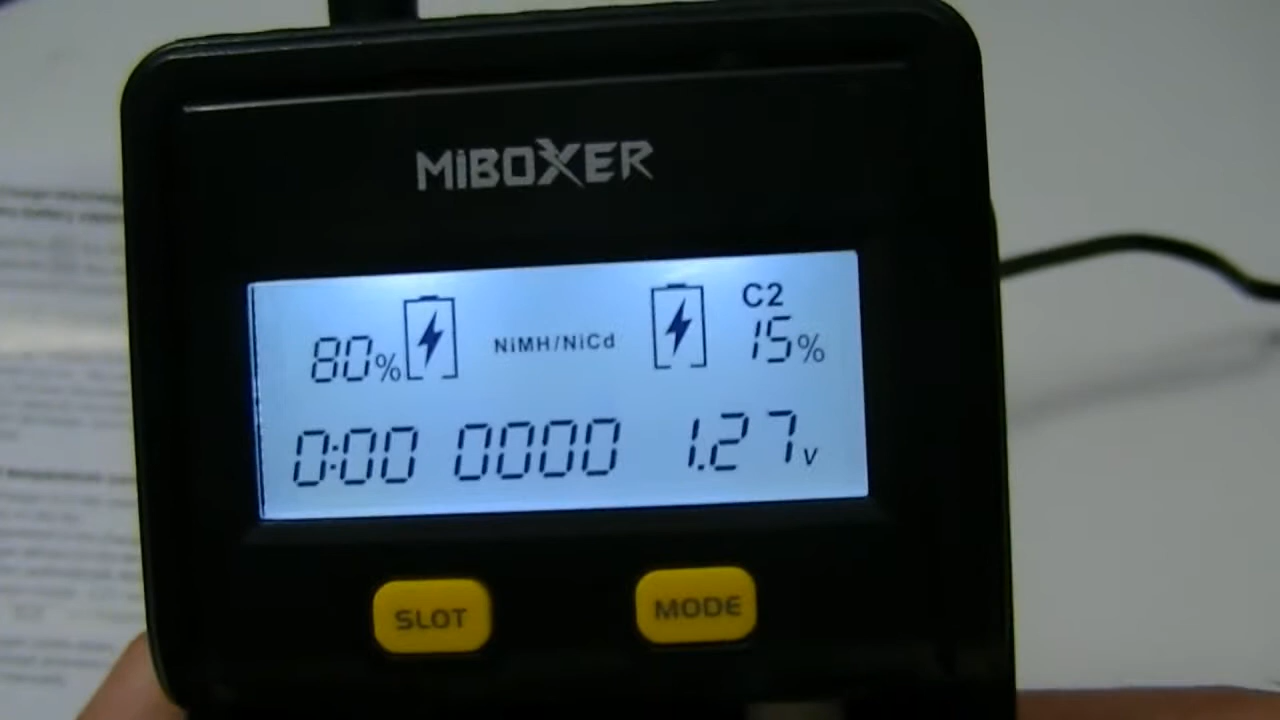 MIBOXER
80% NiMH/NiCd C2 15%
0:00 0000 1.27v
SLOT MODE